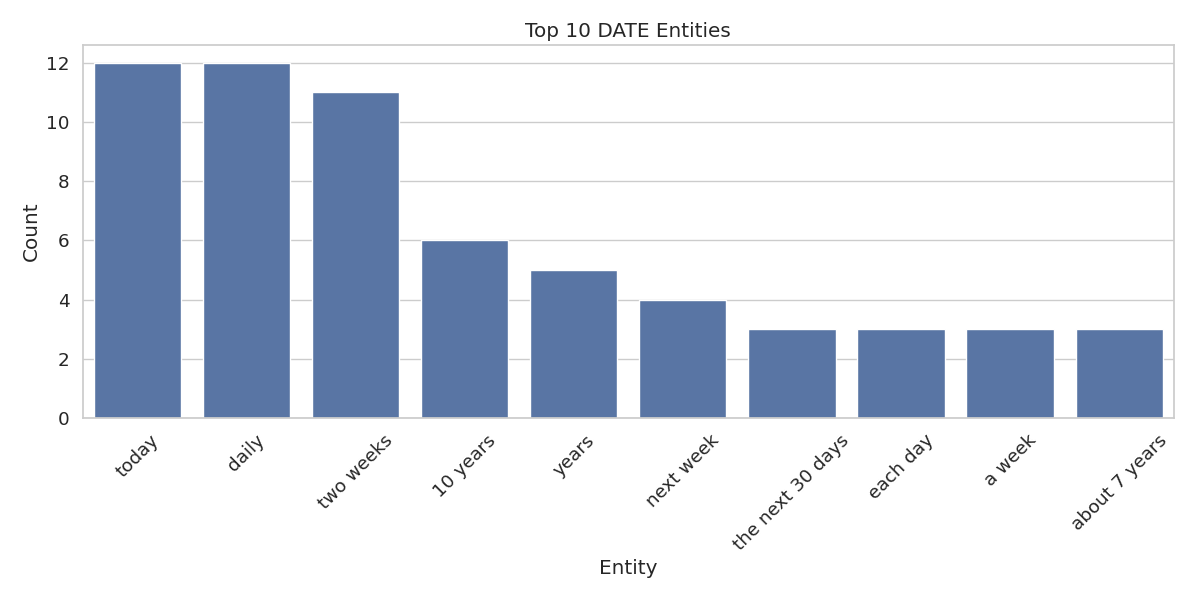 Top 10 DATE Entities
Count
12
10
8
6
4
2
0
today
daily
two weeks
10 years
years
next week
the next 30 days
each day
a week
about 7 years
Entity